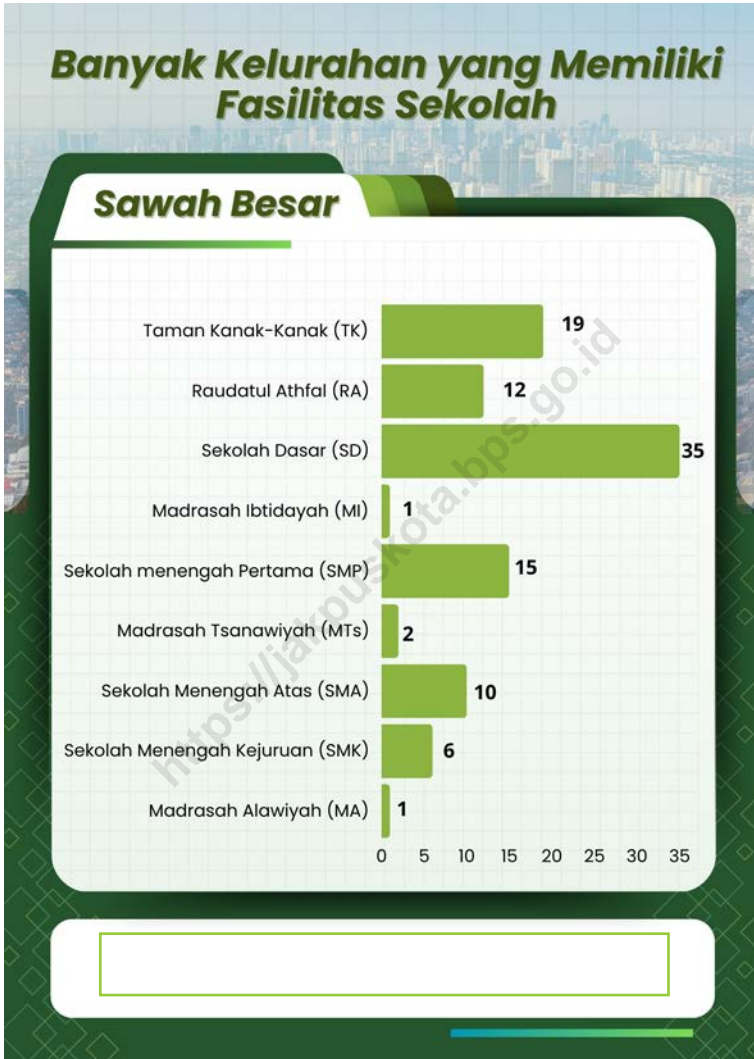 Banyak Kelurahan yang Memiliki
Fasilitas Sekolah
Sawah Besar
Taman Kanak-Kanak (TK) 19
Raudatul Athfal (RA) 12
Sekolah Dasar (SD) 35
Madrasah Ibtidayah (MI) 1
Sekolah menengah Pertama (SMP) 15
Madrasah Tsanawiyah (MTs) 2
Sekolah Menengah Atas (SMA) 10
Sekolah Menengah Kejuruan (SMK) 6
Madrasah Alawiyah (MA) 1
0 5 10 15 20 25 30 35
https://jakpuskota.bps.go.id